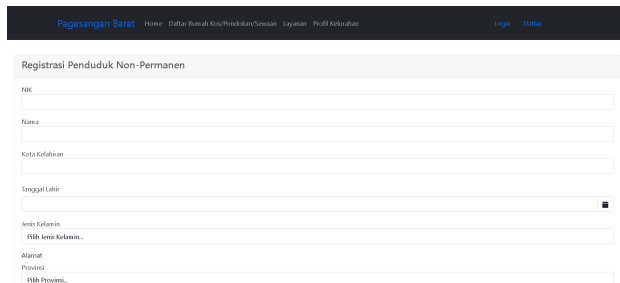 Pagesangan Barat Home Daftar Rumah Kos/Pondokan/Sewaan Layanan Profil Kelurahan Login Daftar
Registrasi Penduduk Non-Permanen
NIK
Nama
Kota Kelahiran
Tanggal Lahir
Jenis Kelamin
Pilih Jenis Kelamin...
Alamat
Provinsi
Pilih Provinsi...